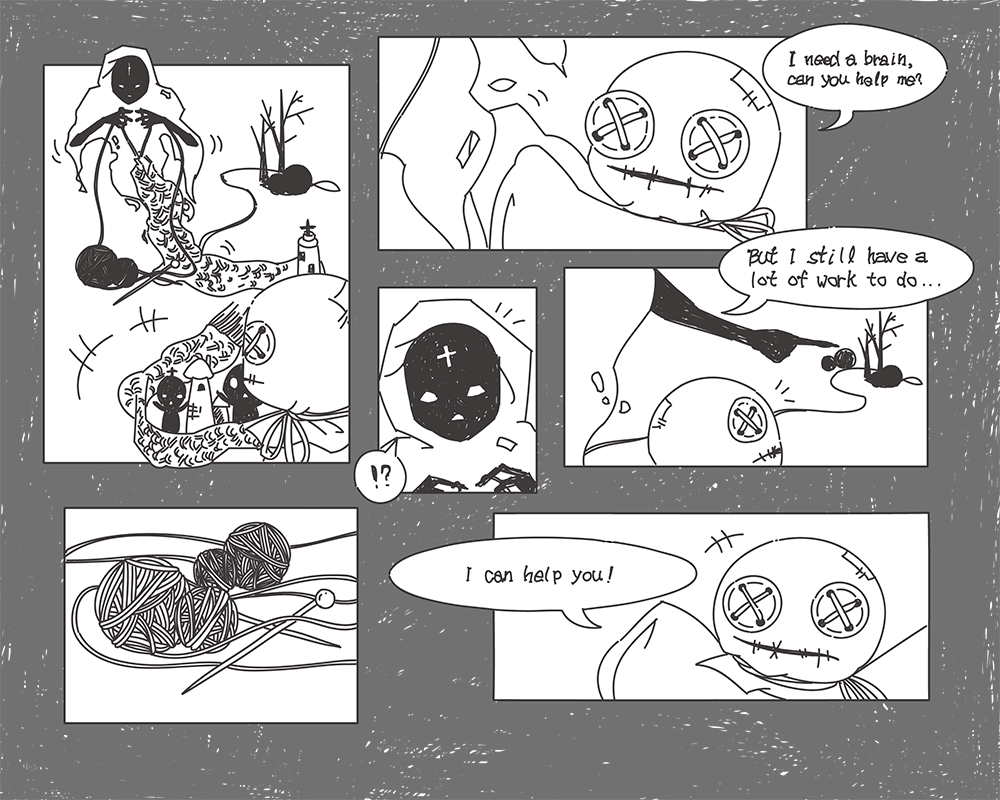 I need a brain,
can you help me?
!?
But I still have a
lot of work to do...
I can help you!